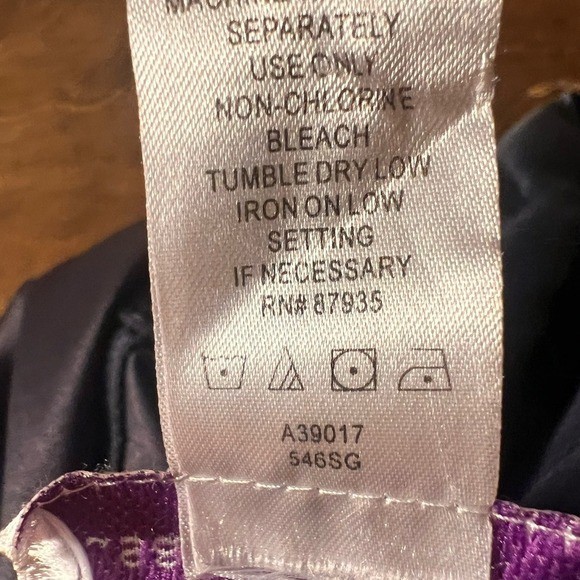 SEPARATELY
USE ONLY
NON-CHLORINE
BLEACH
TUMBLE DRY LOW
IRON ON LOW
SETTING
IF NECESSARY
RN# 87935
A39017
546SG